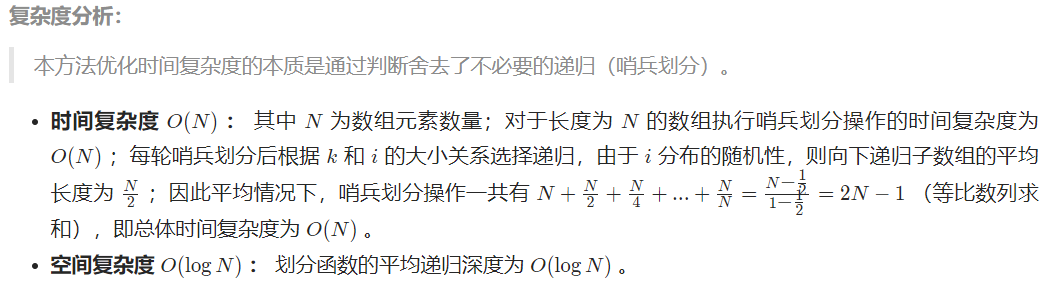 复杂度分析：
本方法优化时间复杂度的本质是通过判断舍去了不必要的递归（哨兵划分）。
• 时间复杂度 O(N) ： 其中 N 为数组元素数量；对于长度为 N 的数组执行哨兵划分操作的时间复杂度为
O(N) ；每轮哨兵划分后根据 k 和 i 的大小关系选择递归，由于 i 分布的随机性，则向下递归子数组的平均
长度为 N/2 ；因此平均情况下，哨兵划分操作一共有 N + N/2 + N/4 + ... + N/N = (N − 1/2)/(1 − 1/2) = 2N − 1 （等比数列求
和），即总体时间复杂度为 O(N) 。
• 空间复杂度 O(log N) ： 划分函数的平均递归深度为 O(log N) 。